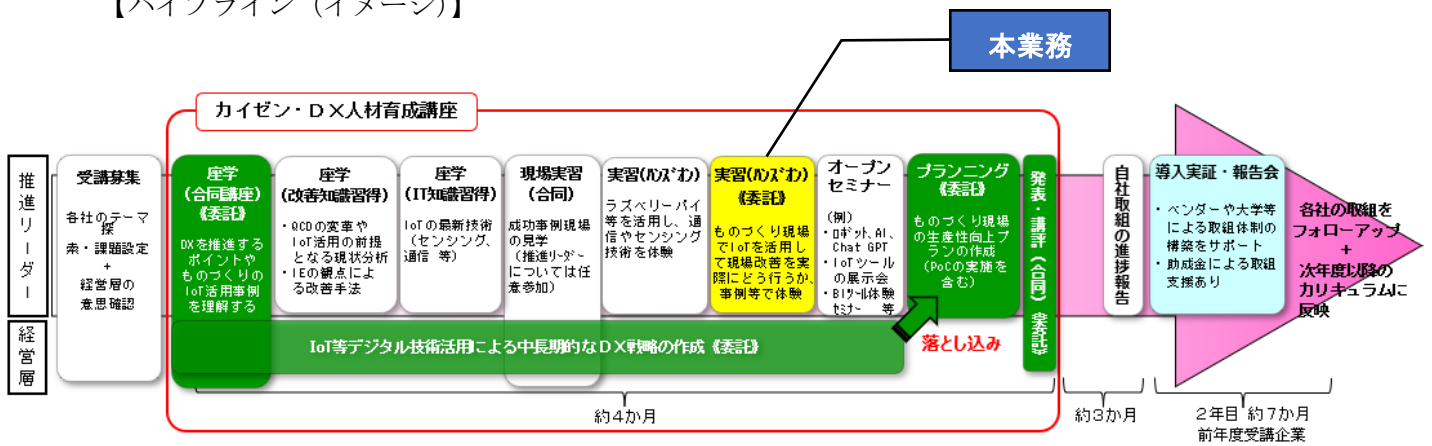 【パイプライン（イメージ）】
本業務
カイゼン・ＤＸ人材育成講座
推進リーダー
経営層
受講募集
各社のテーマ
探
索・課題設定
+
経営層の
意思確認
座学
(合同講座)
《委託》
DXを推進する
ポイントや
ものづくりの
IoT活用事例
を理解する
座学
(改善知識習得)
・QCDの変革や
IoT活用の前提
となる現状分析
・IEの観点によ
る改善手法
座学
(IT知識習得)
IoTの最新技術
(センシング、
通信 等)
現場実習
(合同)
成功事例現場
の見学
(推進リーダー
については任
意参加)
実習(ﾊﾝｽﾞｵﾝ)
ラズベリーパイ
等を活用し、通
信やセンシング
技術を体験
実習(ﾊﾝｽﾞｵﾝ)
《委託》
ものづくり現場
でIoTを活用し
て現場改善を実
際にどう行うか、
事例等で体験
オープン
セミナー
(例)
・ロボット、AI、
Chat GPT
・IoTツール
の展示会
・BIツール体験
セミナー 等
プランニング
《委託》
ものづくり現場
の生産性向上プ
ランの作成
(PoCの実施を
含む)
発表・講評（合同）《委託》
IoT等デジタル技術活用による中長期的なＤＸ戦略の作成《委託》
落とし込み
自社取組の進捗報告
導入実証・報告会
・ベンダーや大学等
による取組体制の
構築をサポート
・助成金による取組
支援あり
各社の取組を
フォローアップ
+
次年度以降の
カリキュラムに
反映
約4か月
約3か月
2年目 約7か月
前年度受講企業